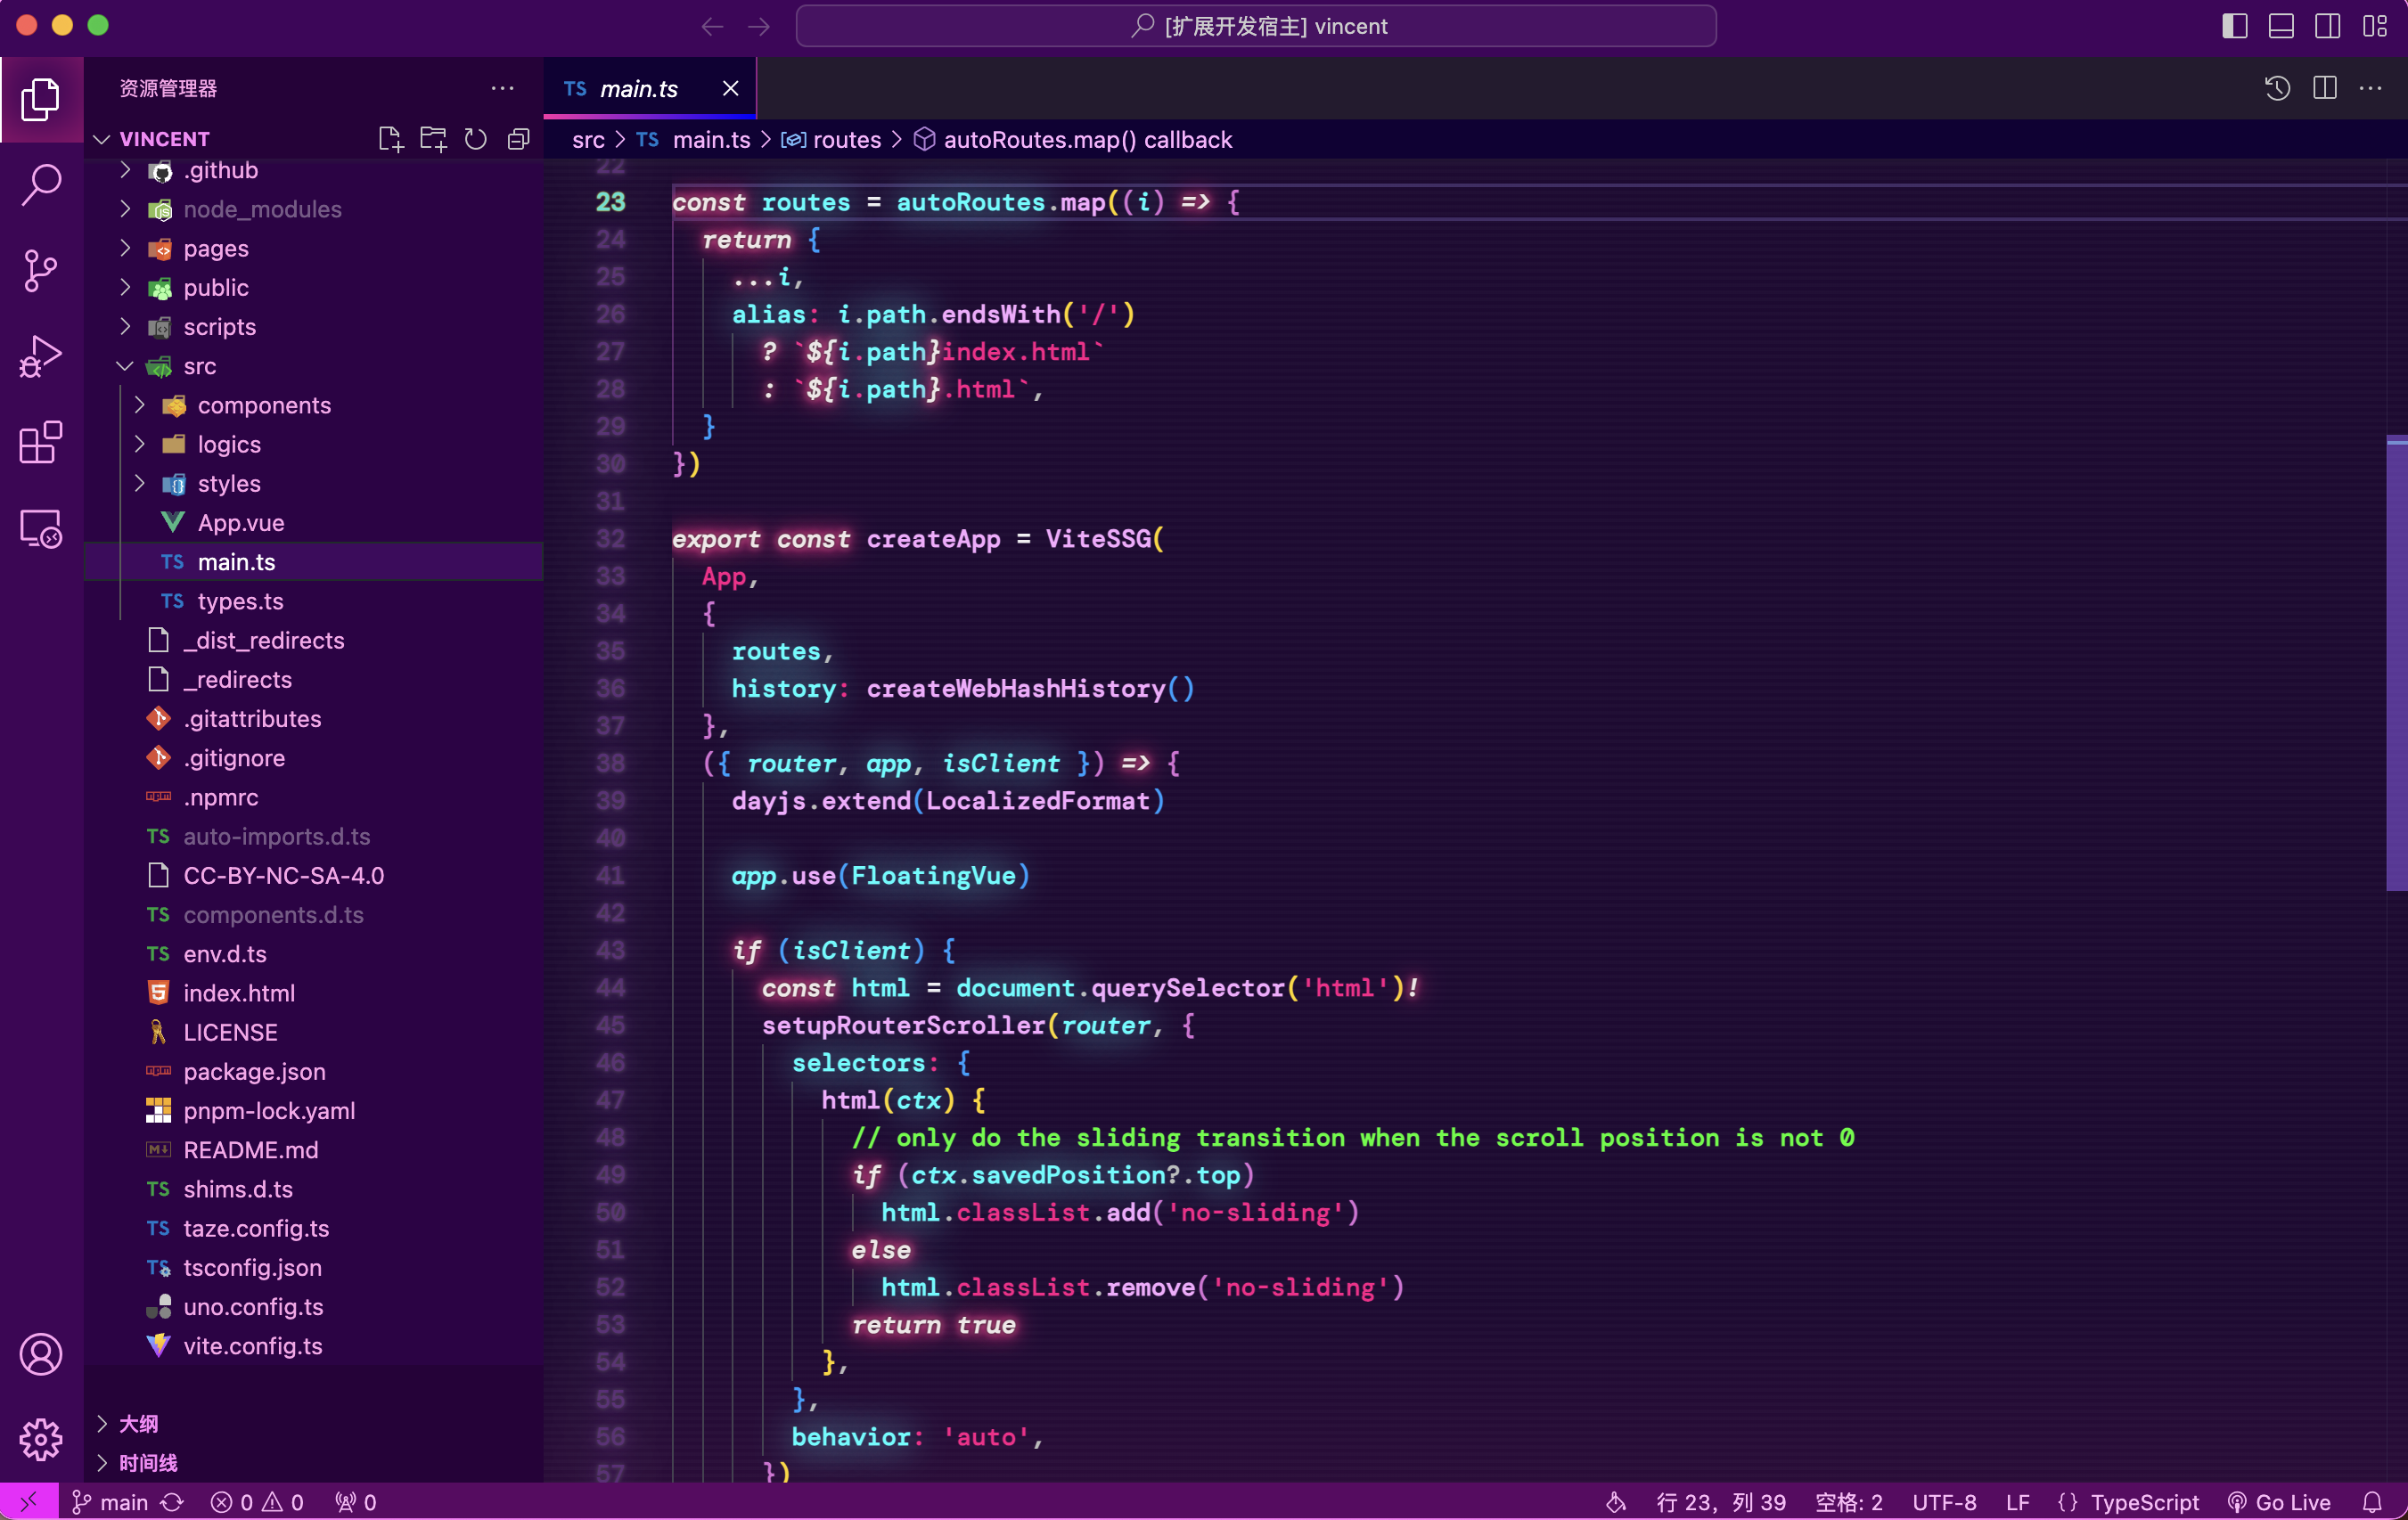 [扩展开发宿主] vincent
资源管理器
VINCENT
.github
node_modules
pages
public
scripts
src
components
logics
styles
App.vue
TS main.ts
TS types.ts
_dist_redirects
_redirects
.gitattributes
.gitignore
.npmrc
TS auto-imports.d.ts
CC-BY-NC-SA-4.0
TS components.d.ts
TS env.d.ts
index.html
LICENSE
package.json
pnpm-lock.yaml
README.md
TS shims.d.ts
TS taze.config.ts
TS tsconfig.json
uno.config.ts
vite.config.ts
大纲
时间线
TS main.ts
src > TS main.ts > routes > autoRoutes.map() callback
22
23 const routes = autoRoutes.map((i) => {
24   return {
25     ...i,
26     alias: i.path.endsWith('/')
27       ? `${i.path}index.html`
28       : `${i.path}.html`,
29   }
30 })
31
32 export const createApp = ViteSSG(
33   App,
34   {
35     routes,
36     history: createWebHashHistory()
37   },
38   ({ router, app, isClient }) => {
39     dayjs.extend(LocalizedFormat)
40
41     app.use(FloatingVue)
42
43     if (isClient) {
44       const html = document.querySelector('html')!
45       setupRouterScroller(router, {
46         selectors: {
47           html(ctx) {
48             // only do the sliding transition when the scroll position is not 0
49             if (ctx.savedPosition?.top)
50               html.classList.add('no-sliding')
51             else
52               html.classList.remove('no-sliding')
53             return true
54           },
55         },
56         behavior: 'auto',
57       })
main 0 0 0 行 23，列 39 空格: 2 UTF-8 LF {} TypeScript Go Live